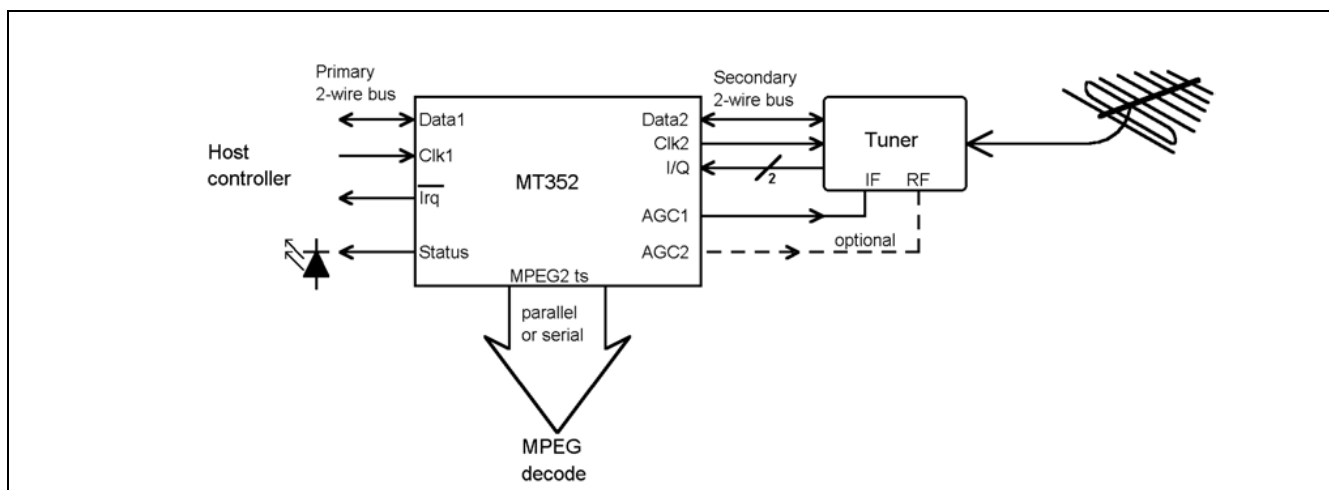 Primary
2-wire bus
Secondary
2-wire bus
Data1
Data2
Clk1
Clk2
Host
controller
MT352
I/Q
2
Tuner
IF RF
Irq
AGC1
Status
AGC2
optional
MPEG2 ts
parallel
or serial
MPEG
decode